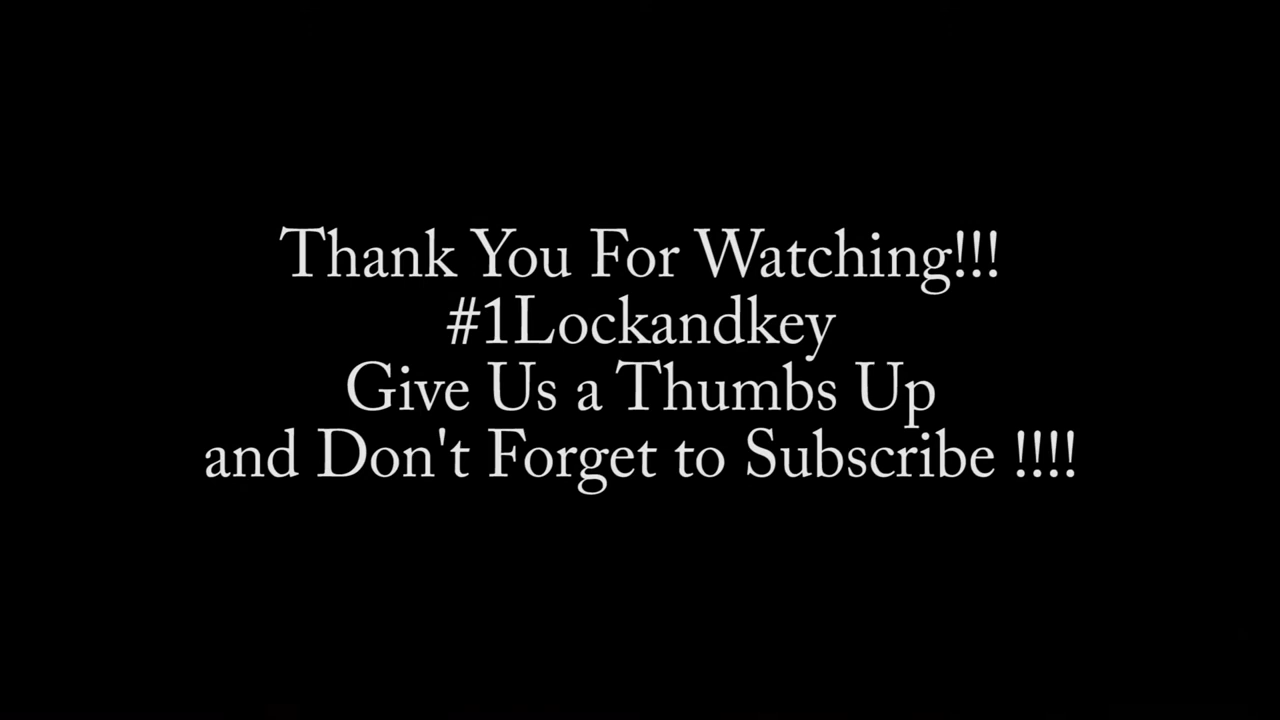 Thank You For Watching!!!
#1Lockandkey
Give Us a Thumbs Up
and Don't Forget to Subscribe !!!!